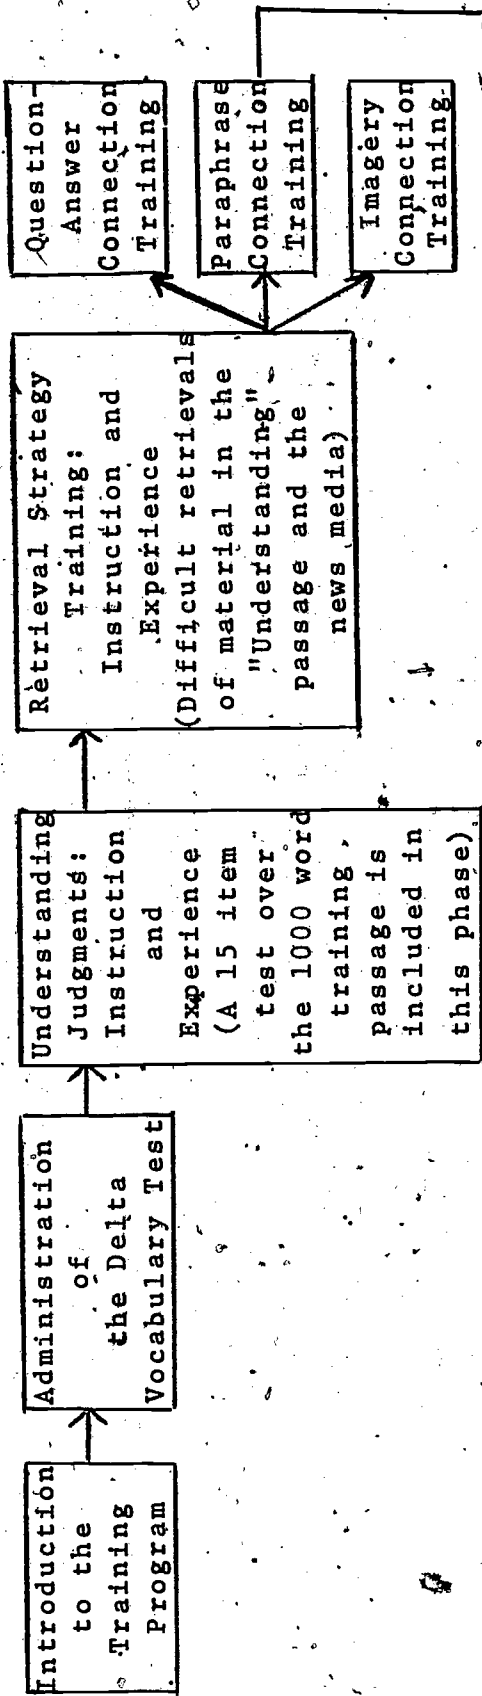 Introduction
to the
Training
Program
Administration
of
the Delta
Vocabulary Test
Understanding
Judgments:
Instruction
and
Experience
(A 15 item
test over
the 1000 word
training
passage is
included in
this phase)
Retrieval Strategy
Training:
Instruction and
Experience
(Difficult retrievals
of material in the
"Understanding"
passage and the
news media)
Question-
Answer
Connection
Training
Paraphrase
Connection
Training
Imagery
Connection
Training